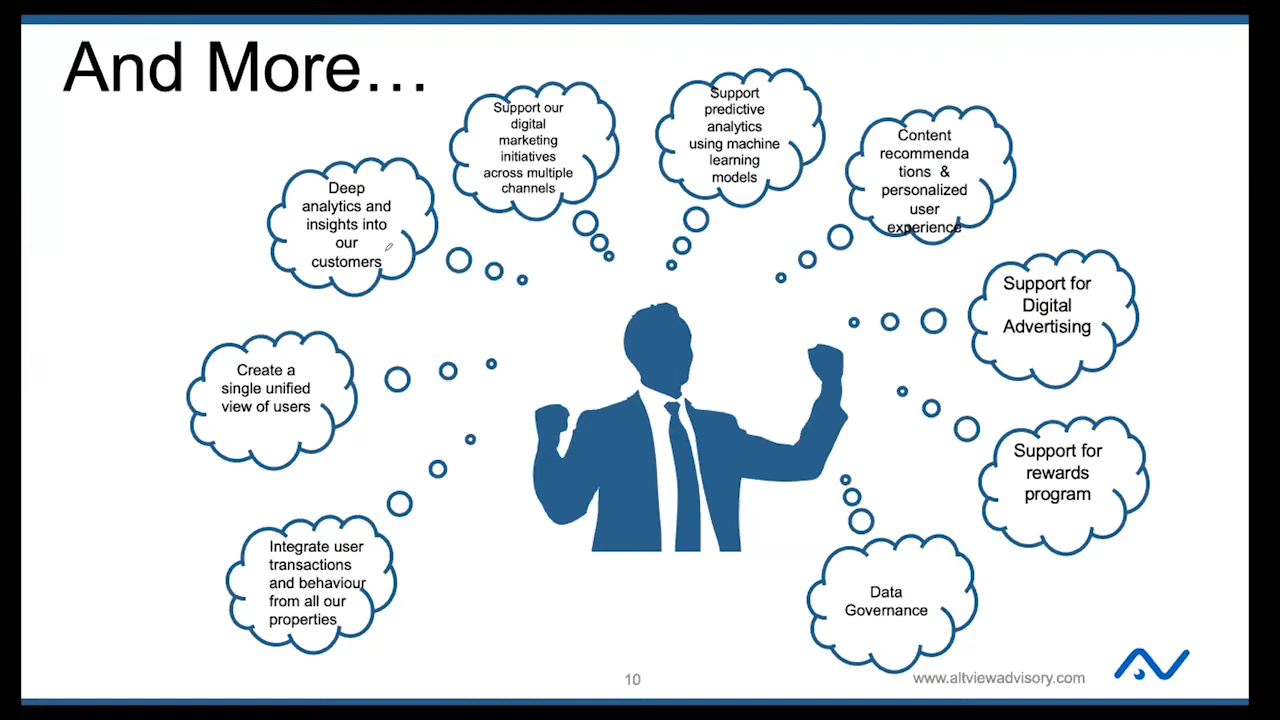 And More…
Support our
digital
marketing
initiatives
across multiple
channels
Support
predictive
analytics
using machine
learning
models
Content
recommenda
tions &
personalized
user
experience
Deep
analytics and
insights into
our
customers
Support for
Digital
Advertising
Create a
single unified
view of users
Support for
rewards
program
Integrate user
transactions
and behaviour
from all our
properties
Data
Governance
10
www.altviewadvisory.com